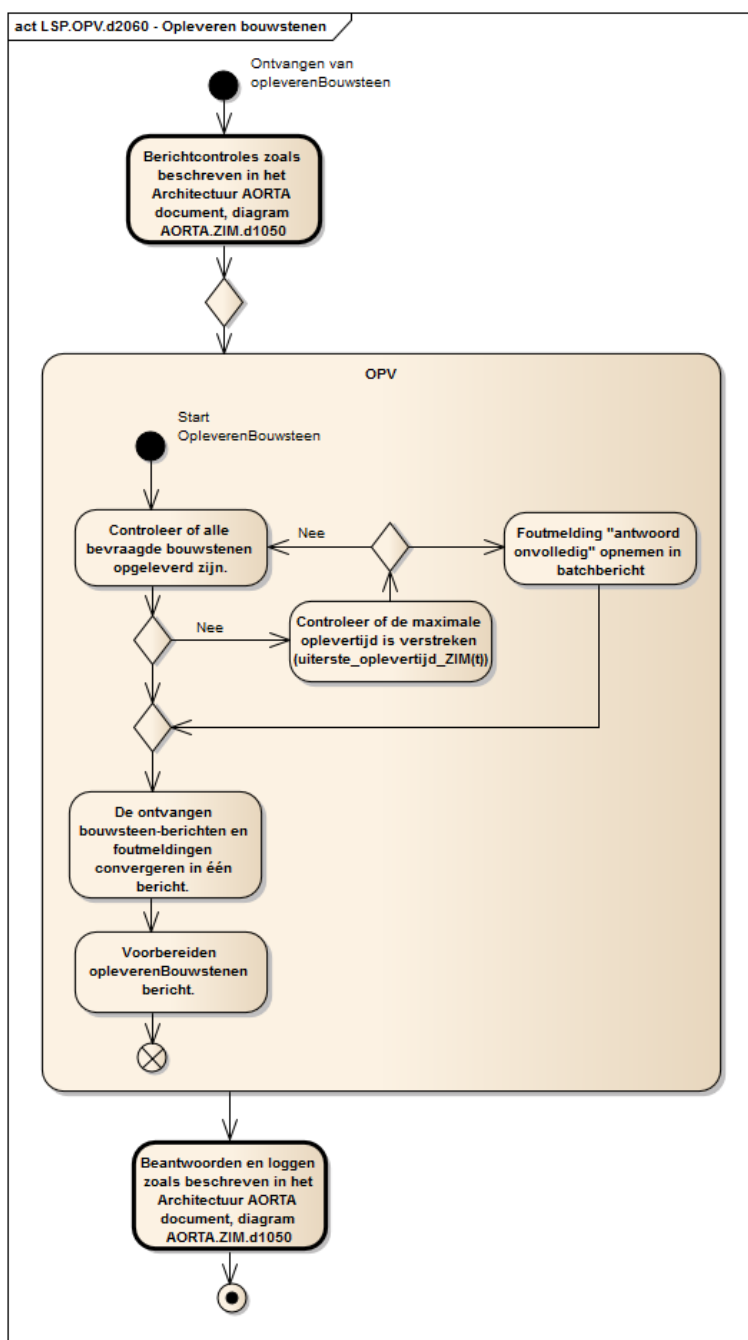 act LSP.OPV.d2060 - Opleveren bouwstenen
Ontvangen van
opleverenBouwsteen
Berichtcontroles zoals
beschreven in het
Architectuur AORTA
document, diagram
AORTA.ZIM.d1050
OPV
Start
OpleverenBouwsteen
Controleer of alle
bevraagde bouwstenen
opgeleverd zijn.
Nee
Foutmelding "antwoord
onvolledig" opnemen in
batchbericht
Nee
Controleer of de maximale
oplevertijd is verstreken
(uiterste_oplevertijd_ZIM(t))
De ontvangen
bouwsteen-berichten en
foutmeldingen
convergeren in één
bericht.
Voorbereiden
opleverenBouwstenen
bericht.
Beantwoorden en loggen
zoals beschreven in het
Architectuur AORTA
document, diagram
AORTA.ZIM.d1050